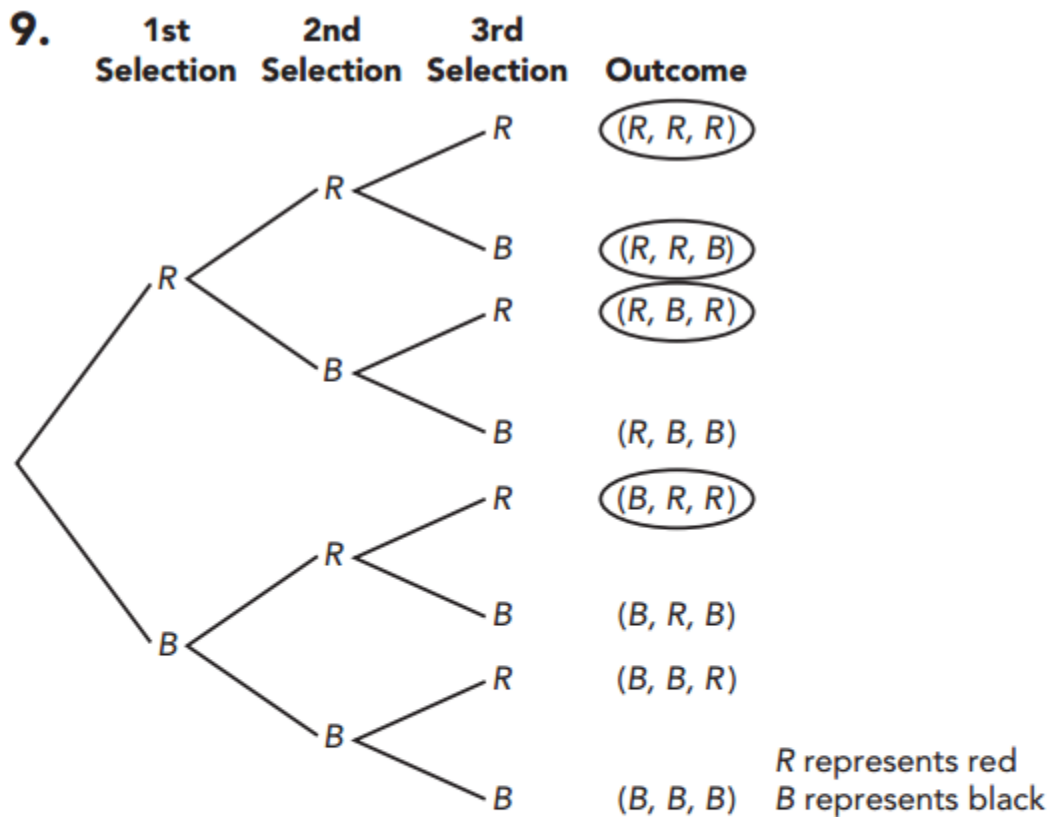 9. 1st 2nd 3rd
Selection Selection Selection Outcome
R (R, R, R)
R
B (R, R, B)
R
R (R, B, R)
B
B (R, B, B)
R (B, R, R)
R
B (B, R, B)
B
R (B, B, R)
B
R represents red
B (B, B, B) B represents black